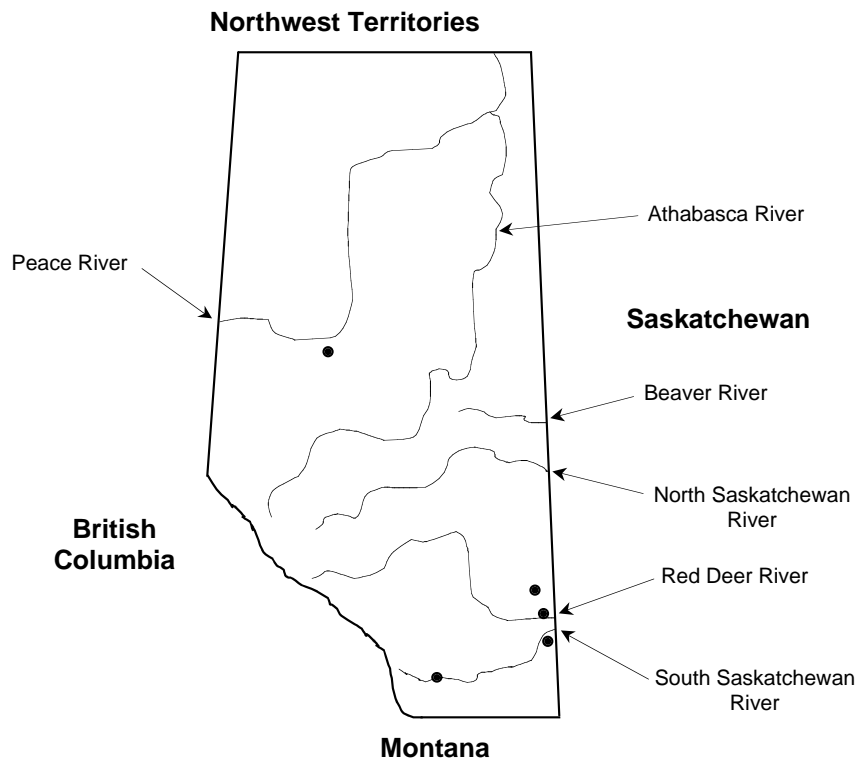 Northwest Territories
Athabasca River
Peace River
Saskatchewan
Beaver River
North Saskatchewan
River
British
Columbia
Red Deer River
South Saskatchewan
River
Montana